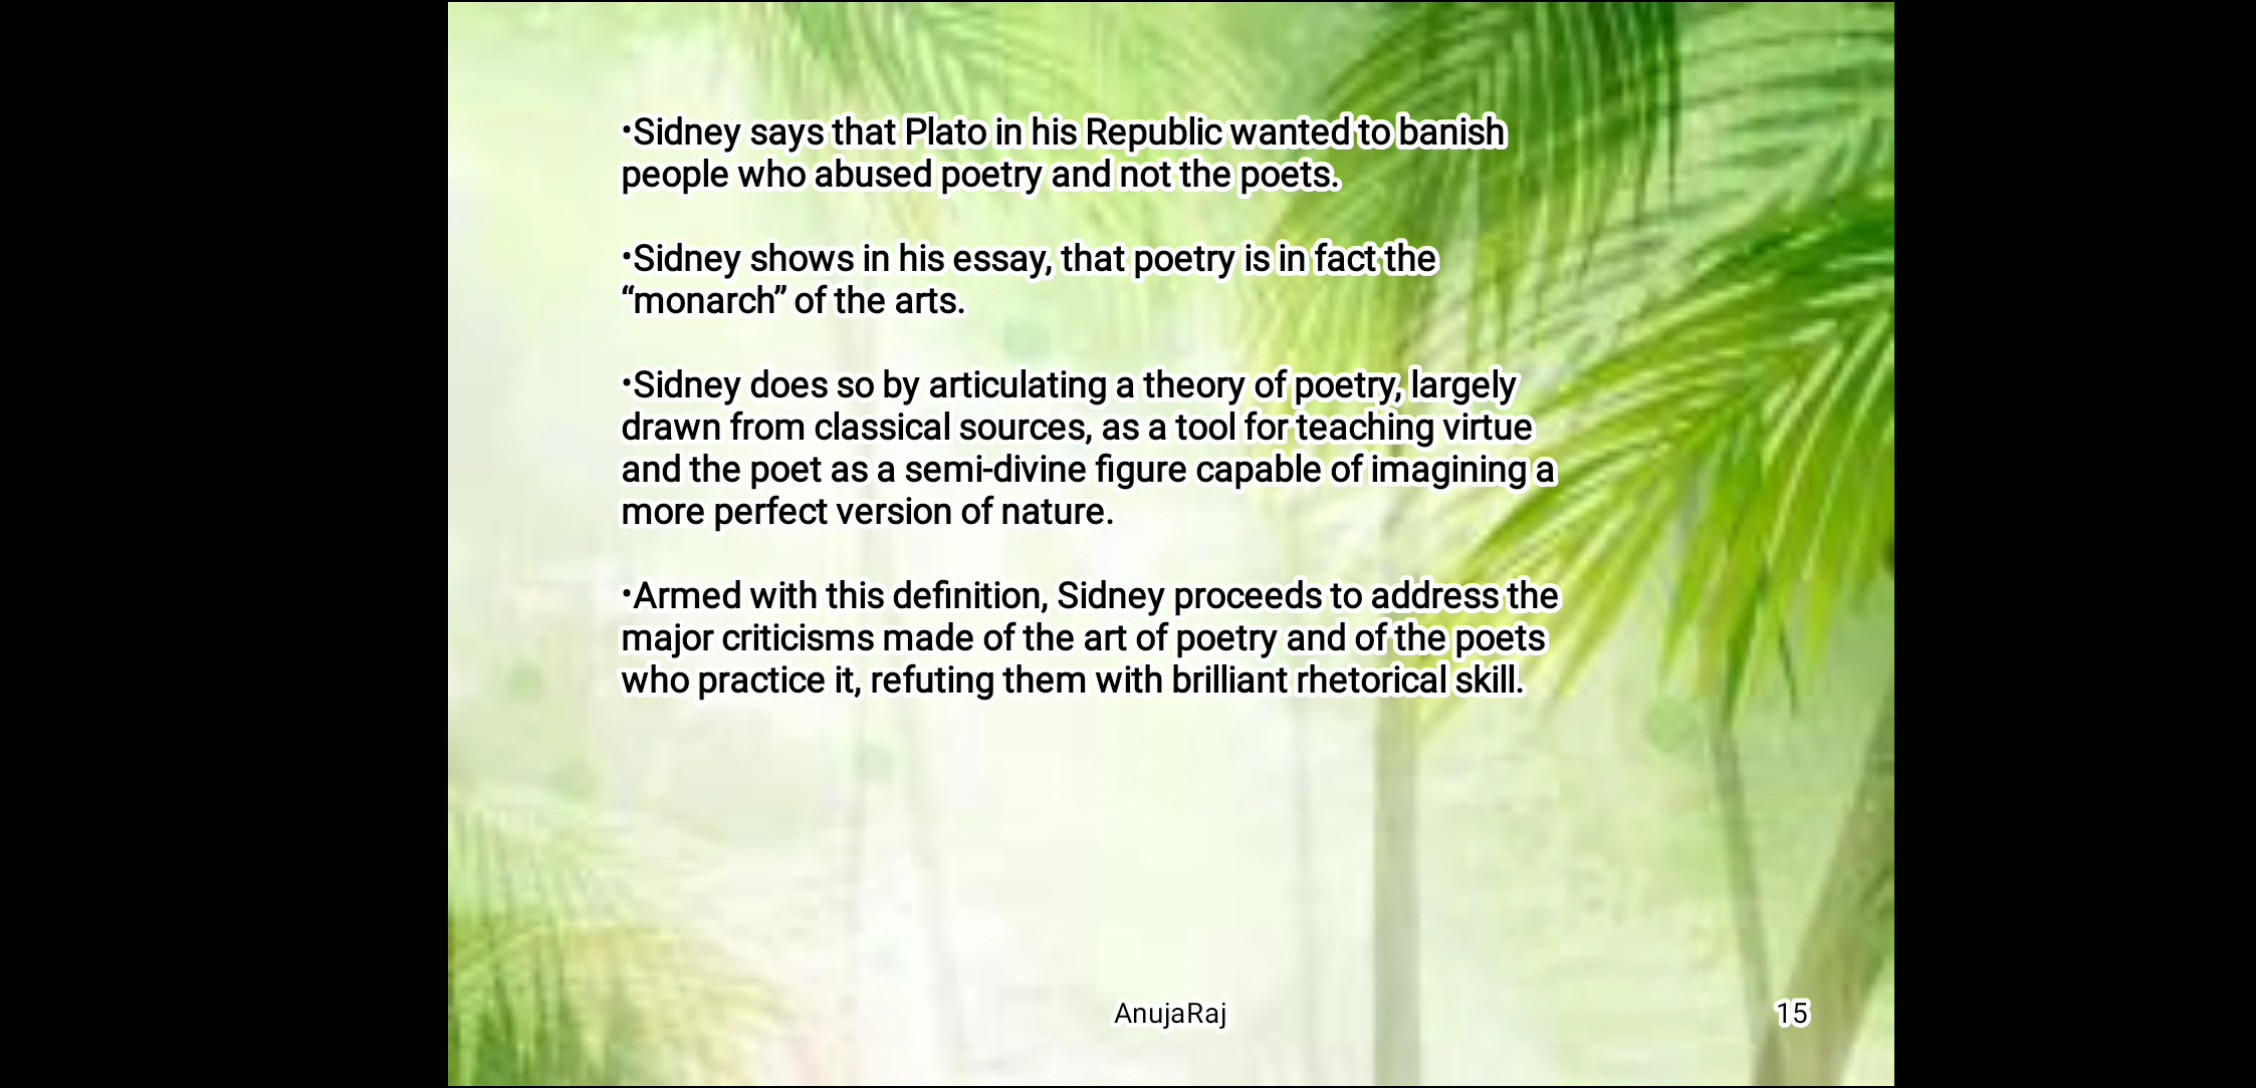 •Sidney says that Plato in his Republic wanted to banish
people who abused poetry and not the poets.
•Sidney shows in his essay, that poetry is in fact the
“monarch” of the arts.
•Sidney does so by articulating a theory of poetry, largely
drawn from classical sources, as a tool for teaching virtue
and the poet as a semi-divine figure capable of imagining a
more perfect version of nature.
•Armed with this definition, Sidney proceeds to address the
major criticisms made of the art of poetry and of the poets
who practice it, refuting them with brilliant rhetorical skill.
AnujaRaj
15